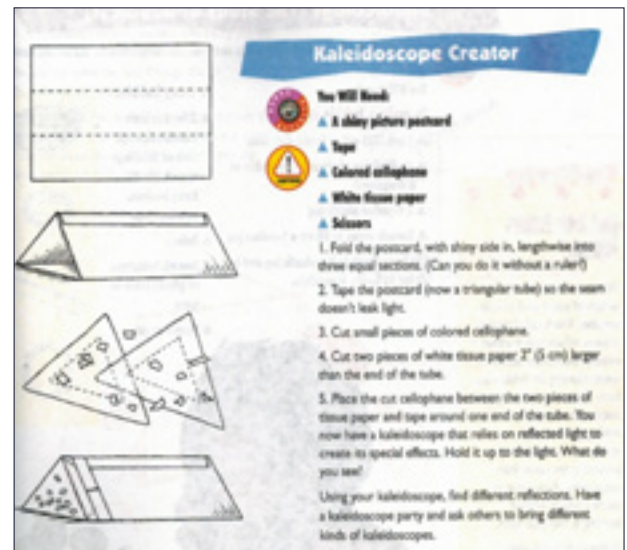 Kaleidoscope Creator
You Will Need:
A shiny picture postcard
Tape
Colored cellophane
White tissue paper
Scissors
1. Fold the postcard, with shiny side in, lengthwise into
three equal sections. (Can you do it without a ruler?)
2. Tape the postcard (now a triangular tube) so the seam
doesn't leak light.
3. Cut small pieces of colored cellophane.
4. Cut two pieces of white tissue paper 2" (5 cm) larger
than the end of the tube.
5. Place the cut cellophane between the two pieces of
tissue paper and tape around one end of the tube. You
now have a kaleidoscope that relies on reflected light to
create its special effects. Hold it up to the light. What do
you see?
Using your kaleidoscope, find different reflections. Have
a kaleidoscope party and ask others to bring different
kinds of kaleidoscopes.